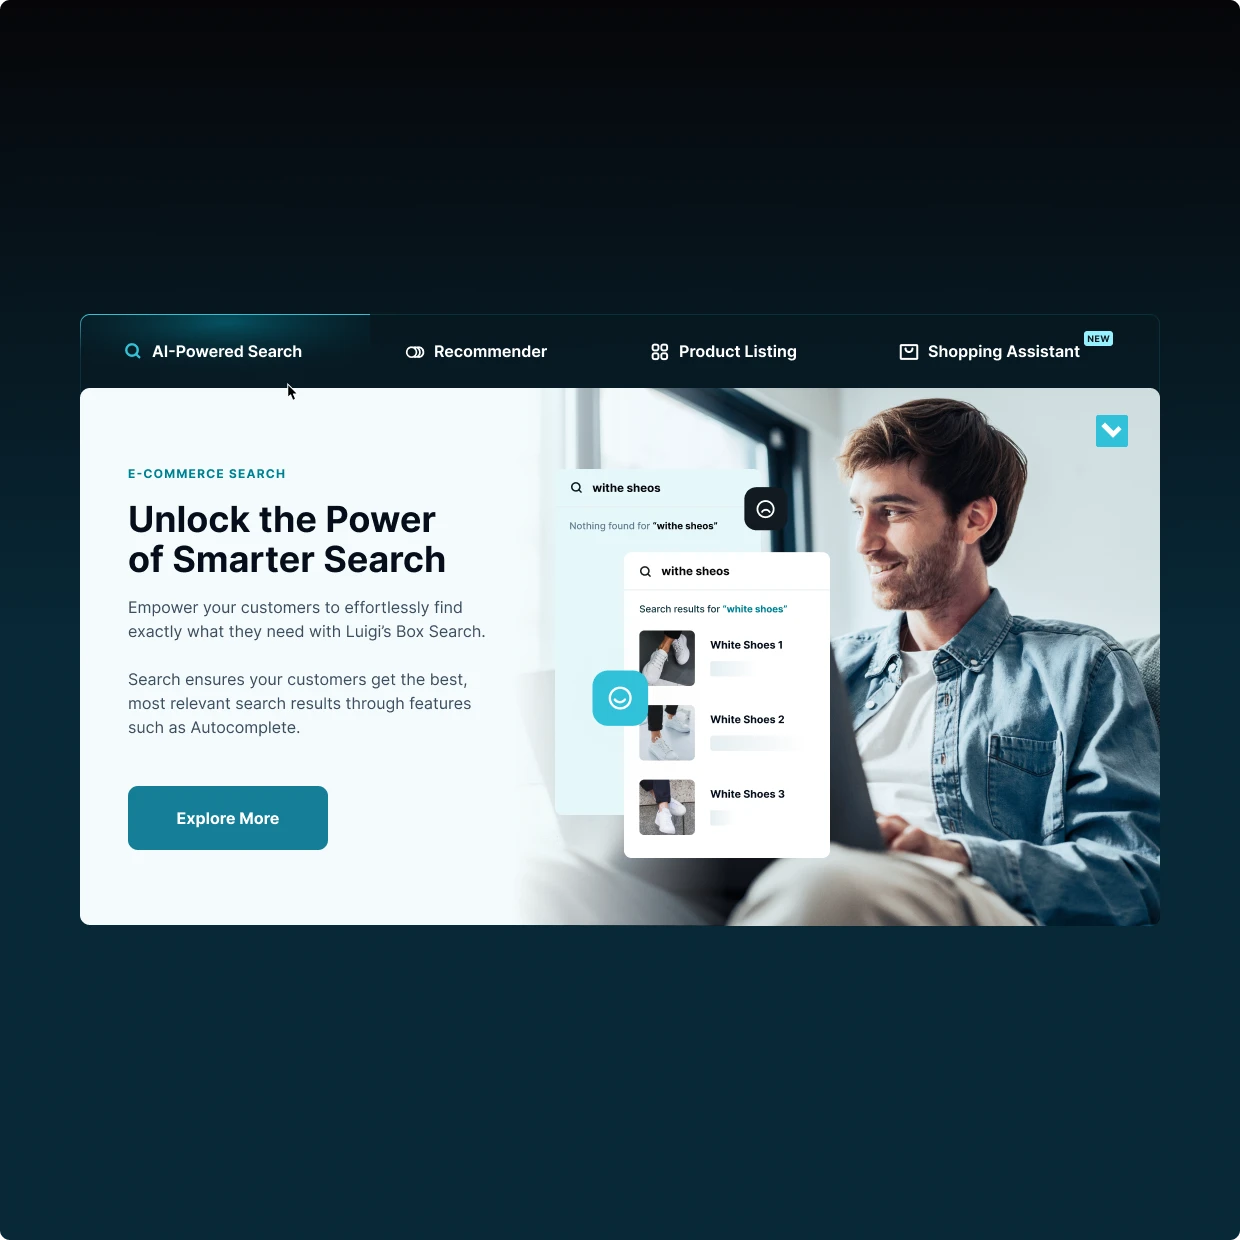 AI-Powered Search
Recommender
Product Listing
Shopping Assistant
NEW
E-COMMERCE SEARCH
Unlock the Power
of Smarter Search
Empower your customers to effortlessly find
exactly what they need with Luigi’s Box Search.
Search ensures your customers get the best,
most relevant search results through features
such as Autocomplete.
Explore More
withe sheos
Nothing found for “withe sheos”
withe sheos
Search results for “white shoes”
White Shoes 1
White Shoes 2
White Shoes 3